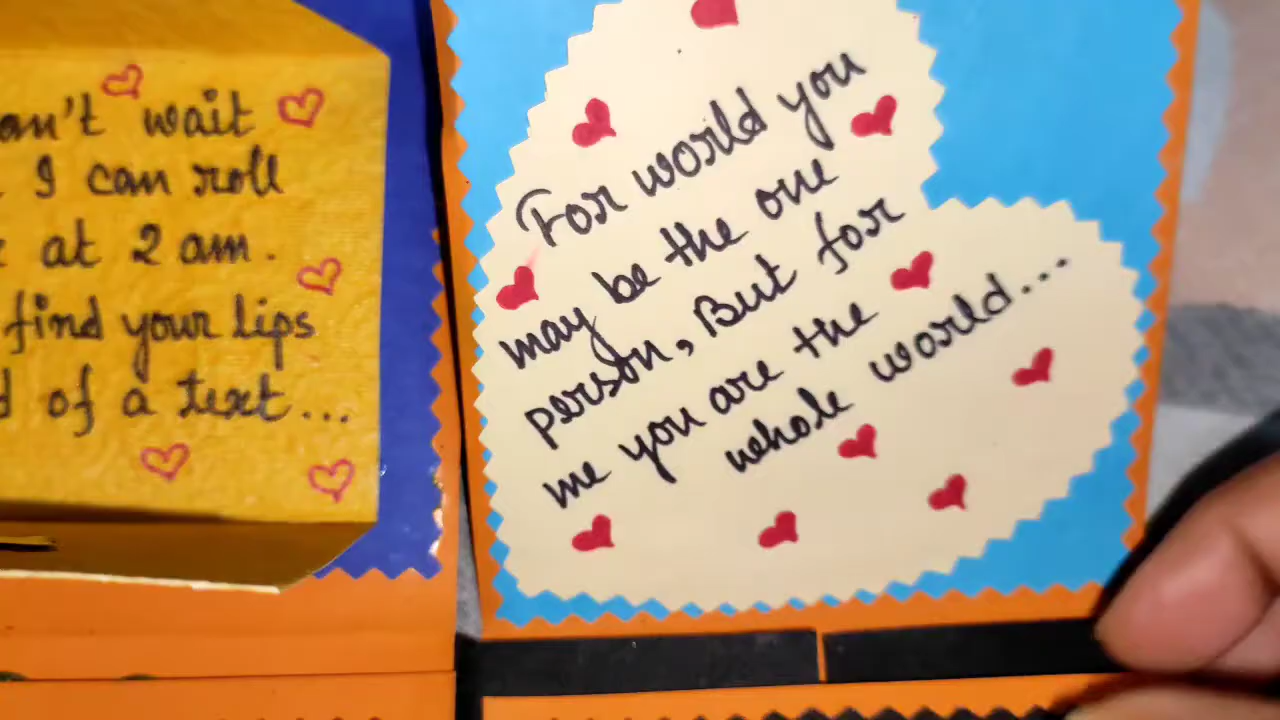 wait
I can roll
at 2 am.
find your lips
of a text...
For world you
may be the one
person, But for
me you are the
whole world...